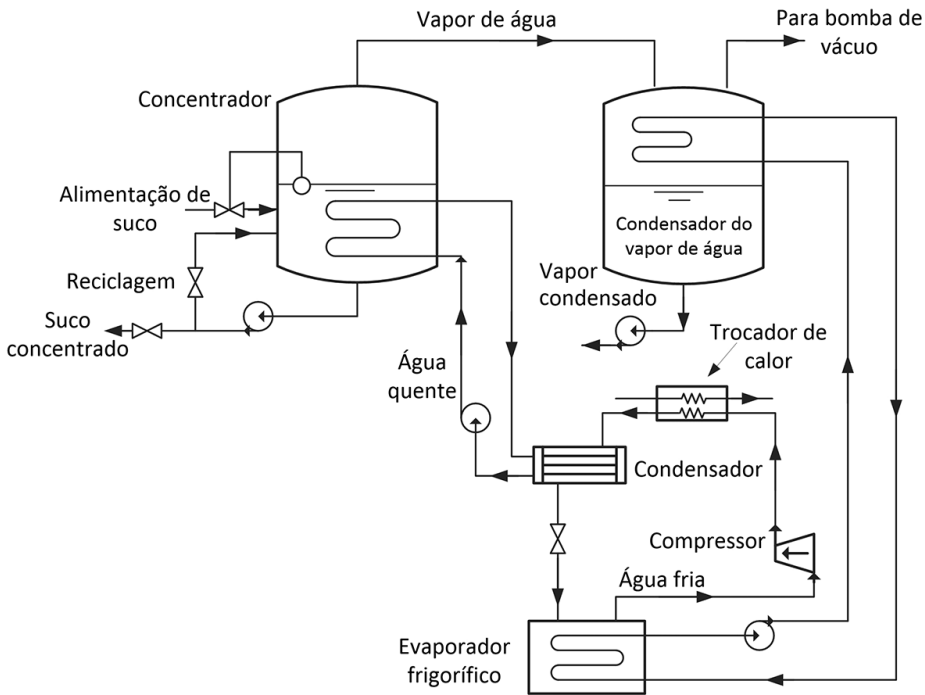 Vapor de água
Para bomba de
vácuo
Concentrador
Alimentação de
suco
Condensador do
vapor de água
Reciclagem
Vapor
condensado
Suco
concentrado
Trocador de
calor
Água
quente
Condensador
Compressor
Água fria
Evaporador
frigorífico